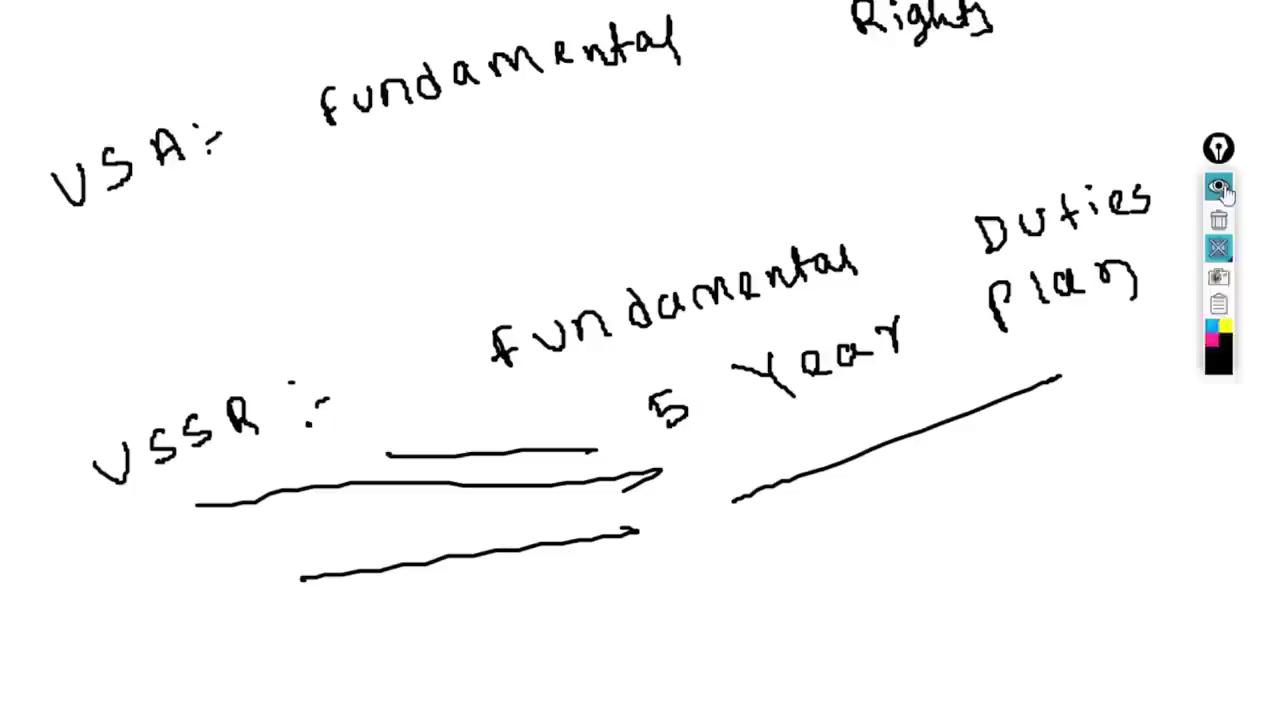 USA :- Fundamental Rights
USSR :- Fundamental Duties
5 Year Plan